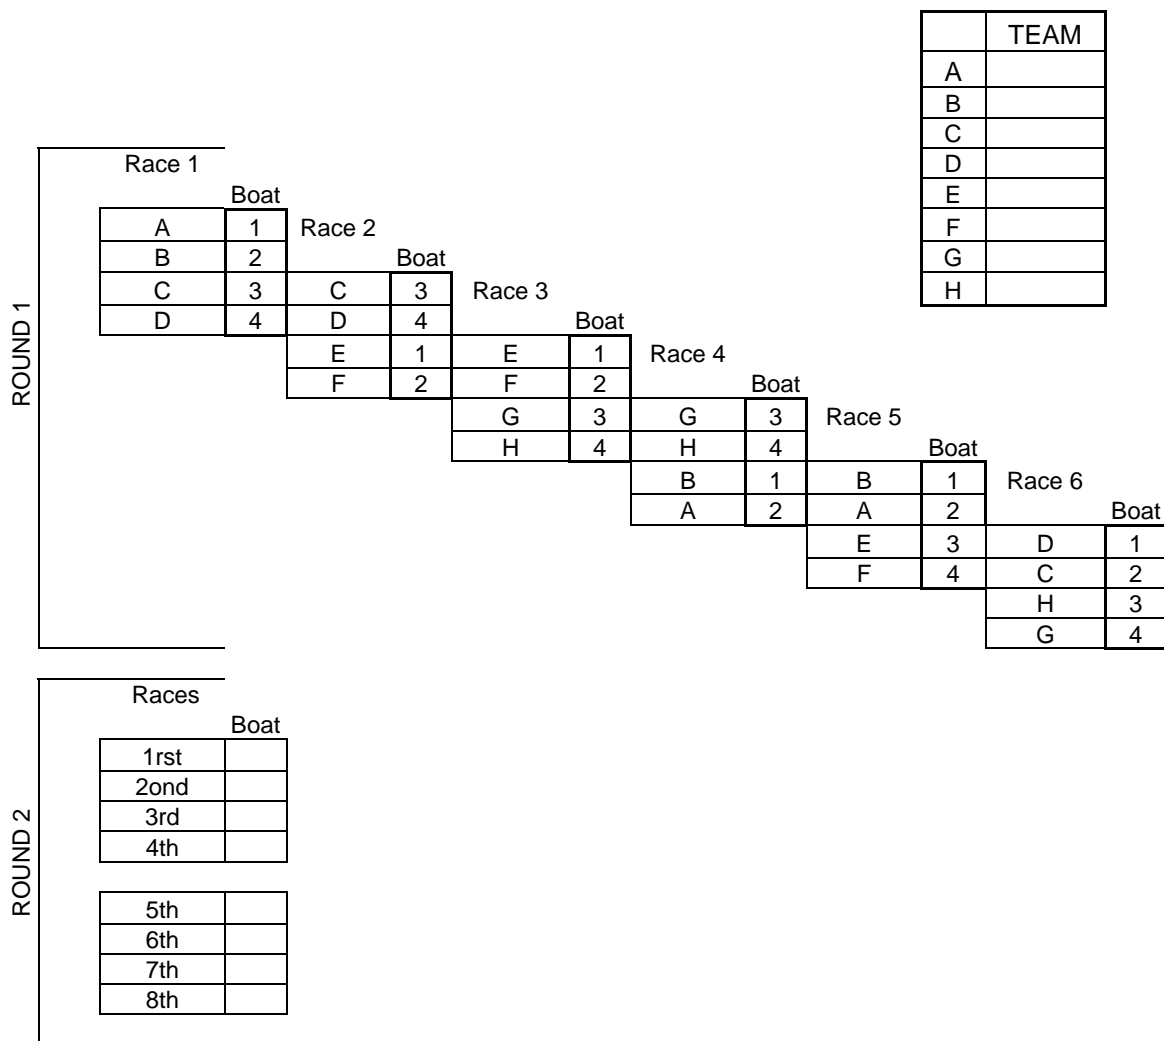 TEAM
A
B
C
D
E
F
G
H
ROUND 1
Race 1
Boat
A 1 Race 2
B 2 Boat
C 3 C 3 Race 3
D 4 D 4 Boat
E 1 E 1 Race 4
F 2 F 2 Boat
G 3 G 3 Race 5
H 4 H 4 Boat
B 1 B 1 Race 6
A 2 A 2 Boat
E 3 D 1
F 4 C 2
H 3
G 4
ROUND 2
Races
Boat
1rst
2ond
3rd
4th
5th
6th
7th
8th